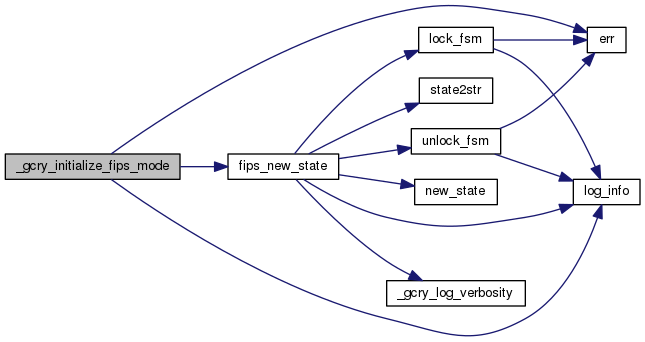 _gcry_initialize_fips_mode
fips_new_state
lock_fsm
state2str
unlock_fsm
new_state
_gcry_log_verbosity
err
log_info